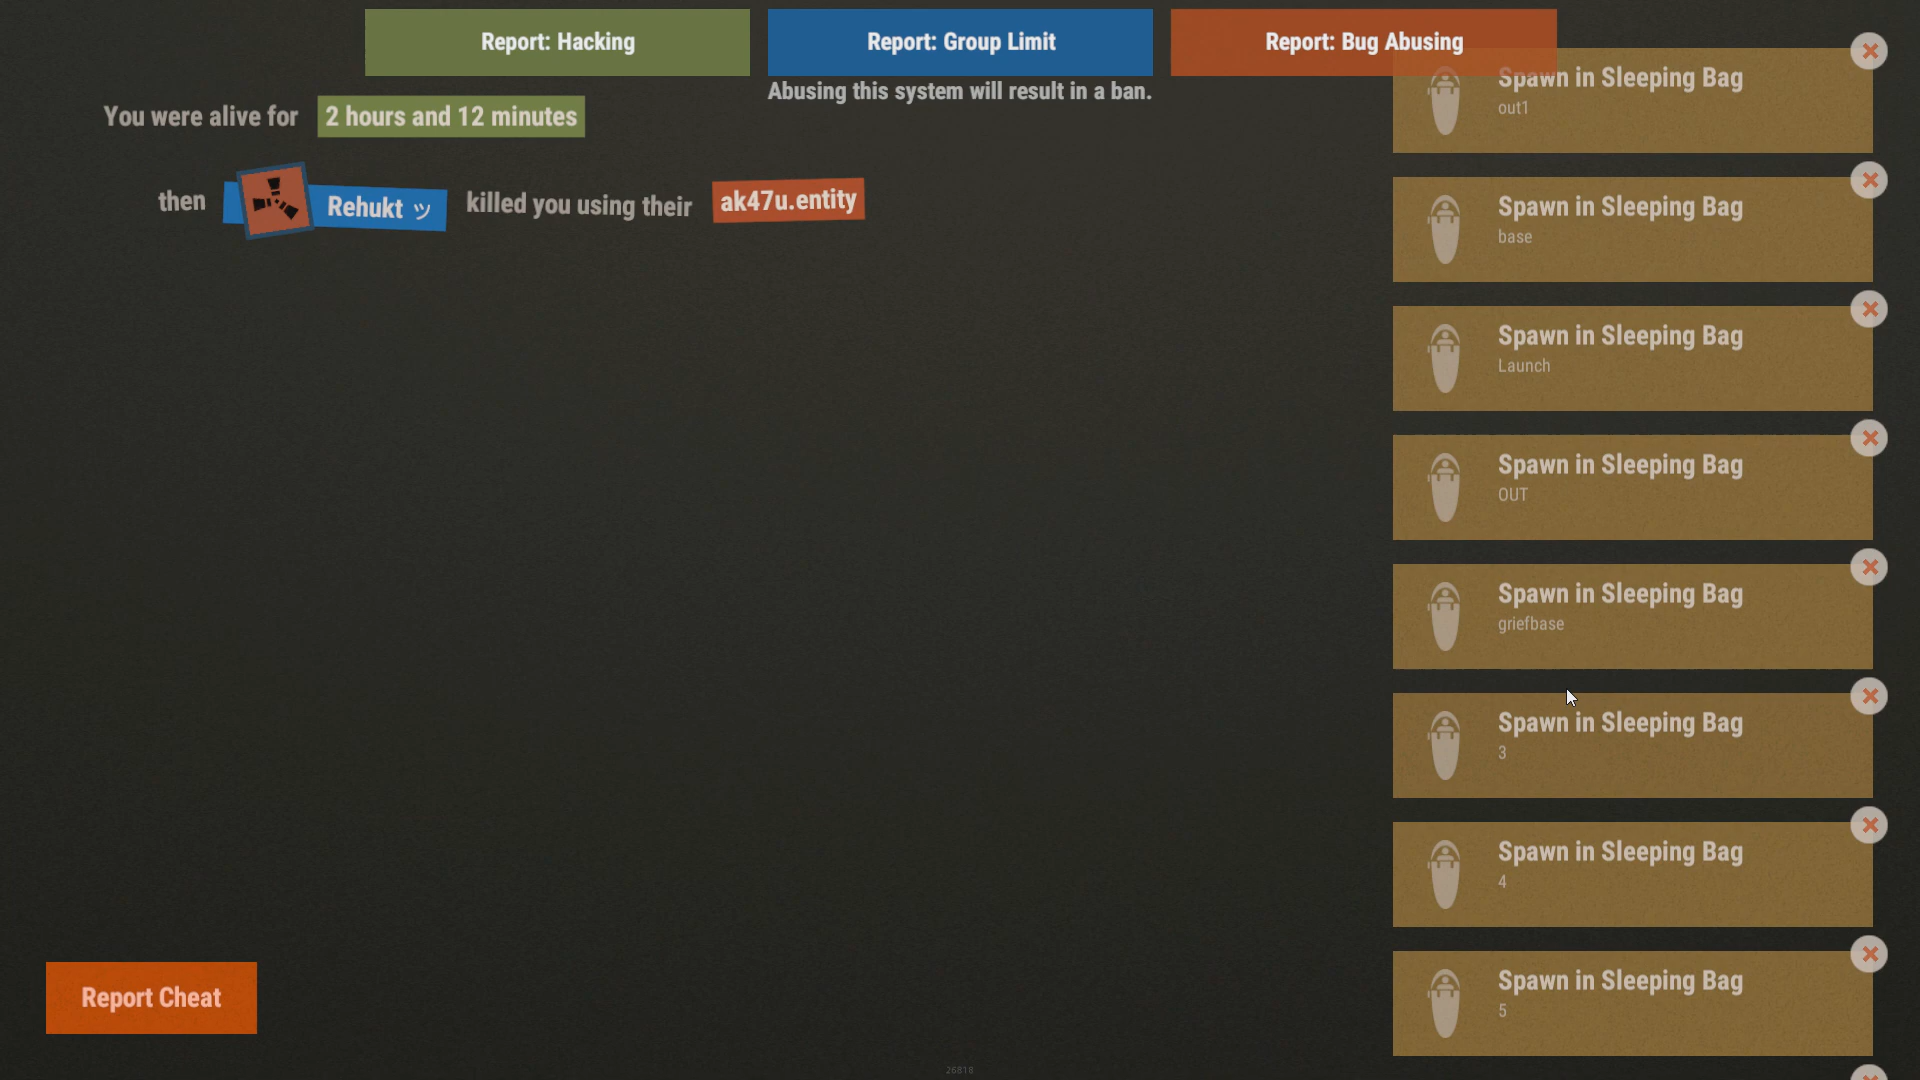 Report: Hacking
Report: Group Limit
Report: Bug Abusing
Abusing this system will result in a ban.
You were alive for 2 hours and 12 minutes
then Rehukt ッ killed you using their ak47u.entity
Spawn in Sleeping Bag
out1
Spawn in Sleeping Bag
base
Spawn in Sleeping Bag
Launch
Spawn in Sleeping Bag
OUT
Spawn in Sleeping Bag
griefbase
Spawn in Sleeping Bag
3
Spawn in Sleeping Bag
4
Spawn in Sleeping Bag
5
Report Cheat
26818